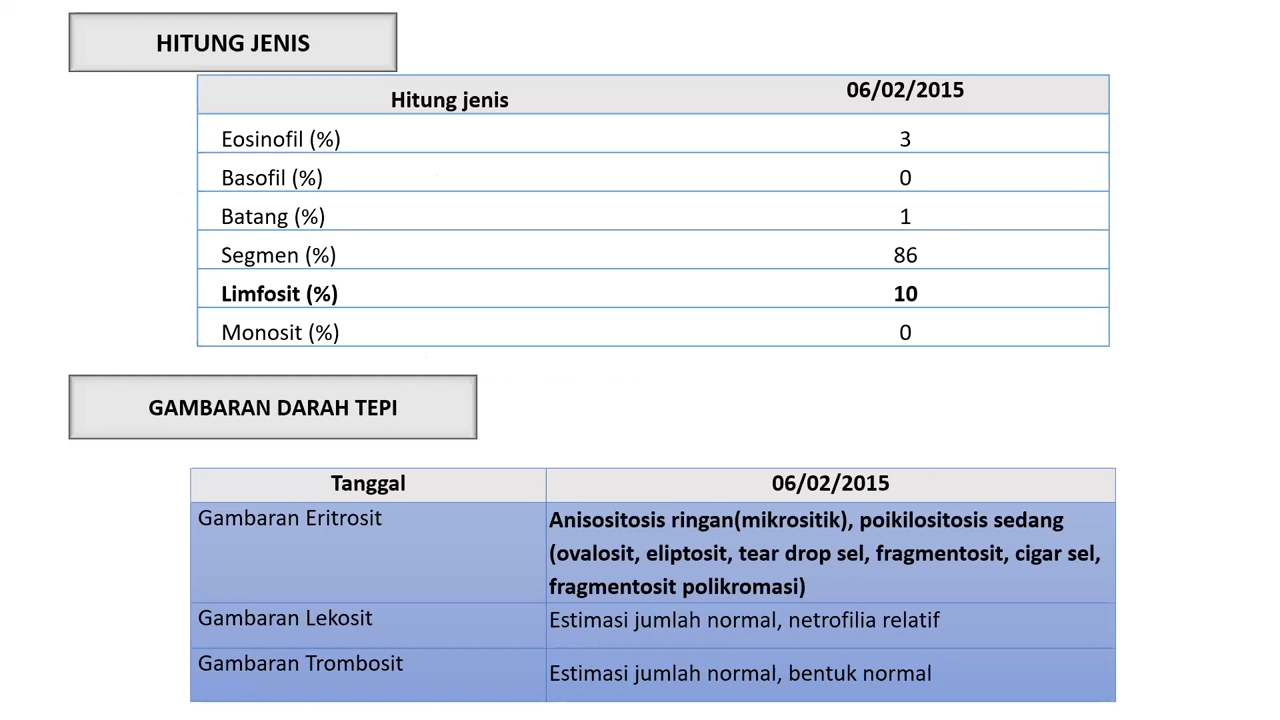 HITUNG JENIS
Hitung jenis 06/02/2015
Eosinofil (%) 3
Basofil (%) 0
Batang (%) 1
Segmen (%) 86
Limfosit (%) 10
Monosit (%) 0
GAMBARAN DARAH TEPI
Tanggal 06/02/2015
Gambaran Eritrosit Anisositosis ringan(mikrositik), poikilositosis sedang
(ovalosit, eliptosit, tear drop sel, fragmentosit, cigar sel,
fragmentosit polikromasi)
Gambaran Lekosit Estimasi jumlah normal, netrofilia relatif
Gambaran Trombosit Estimasi jumlah normal, bentuk normal